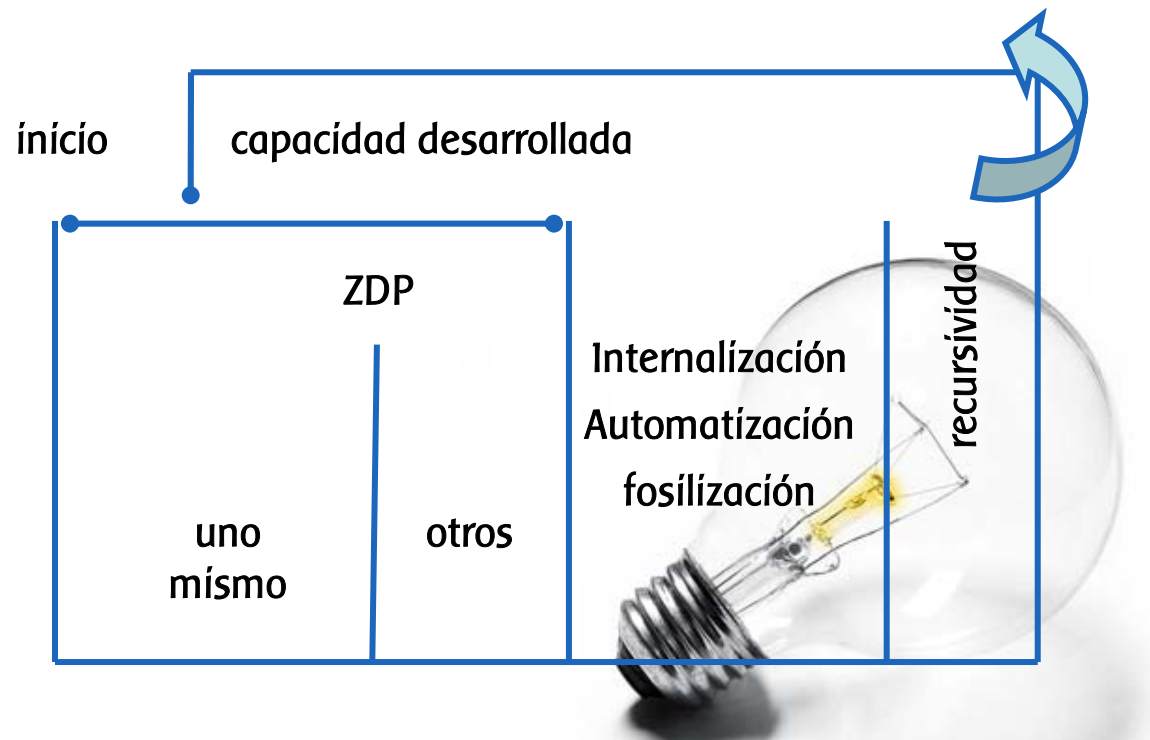 inicio
capacidad desarrollada
ZDP
Internalización
Automatización
fosilización
recursividad
uno
mismo
otros